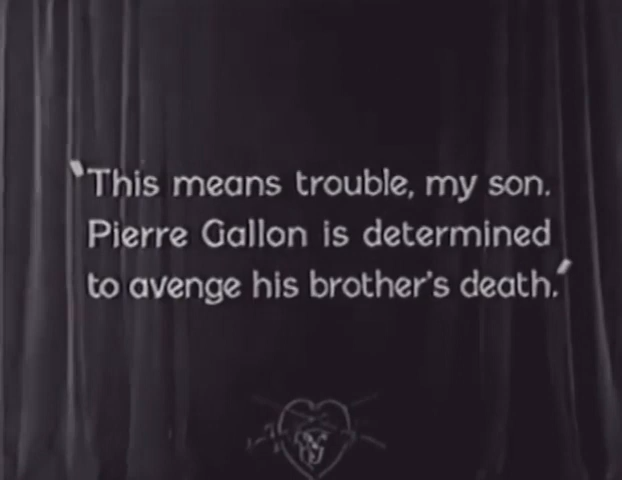 ‘This means trouble, my son.
Pierre Gallon is determined
to avenge his brother's death.’